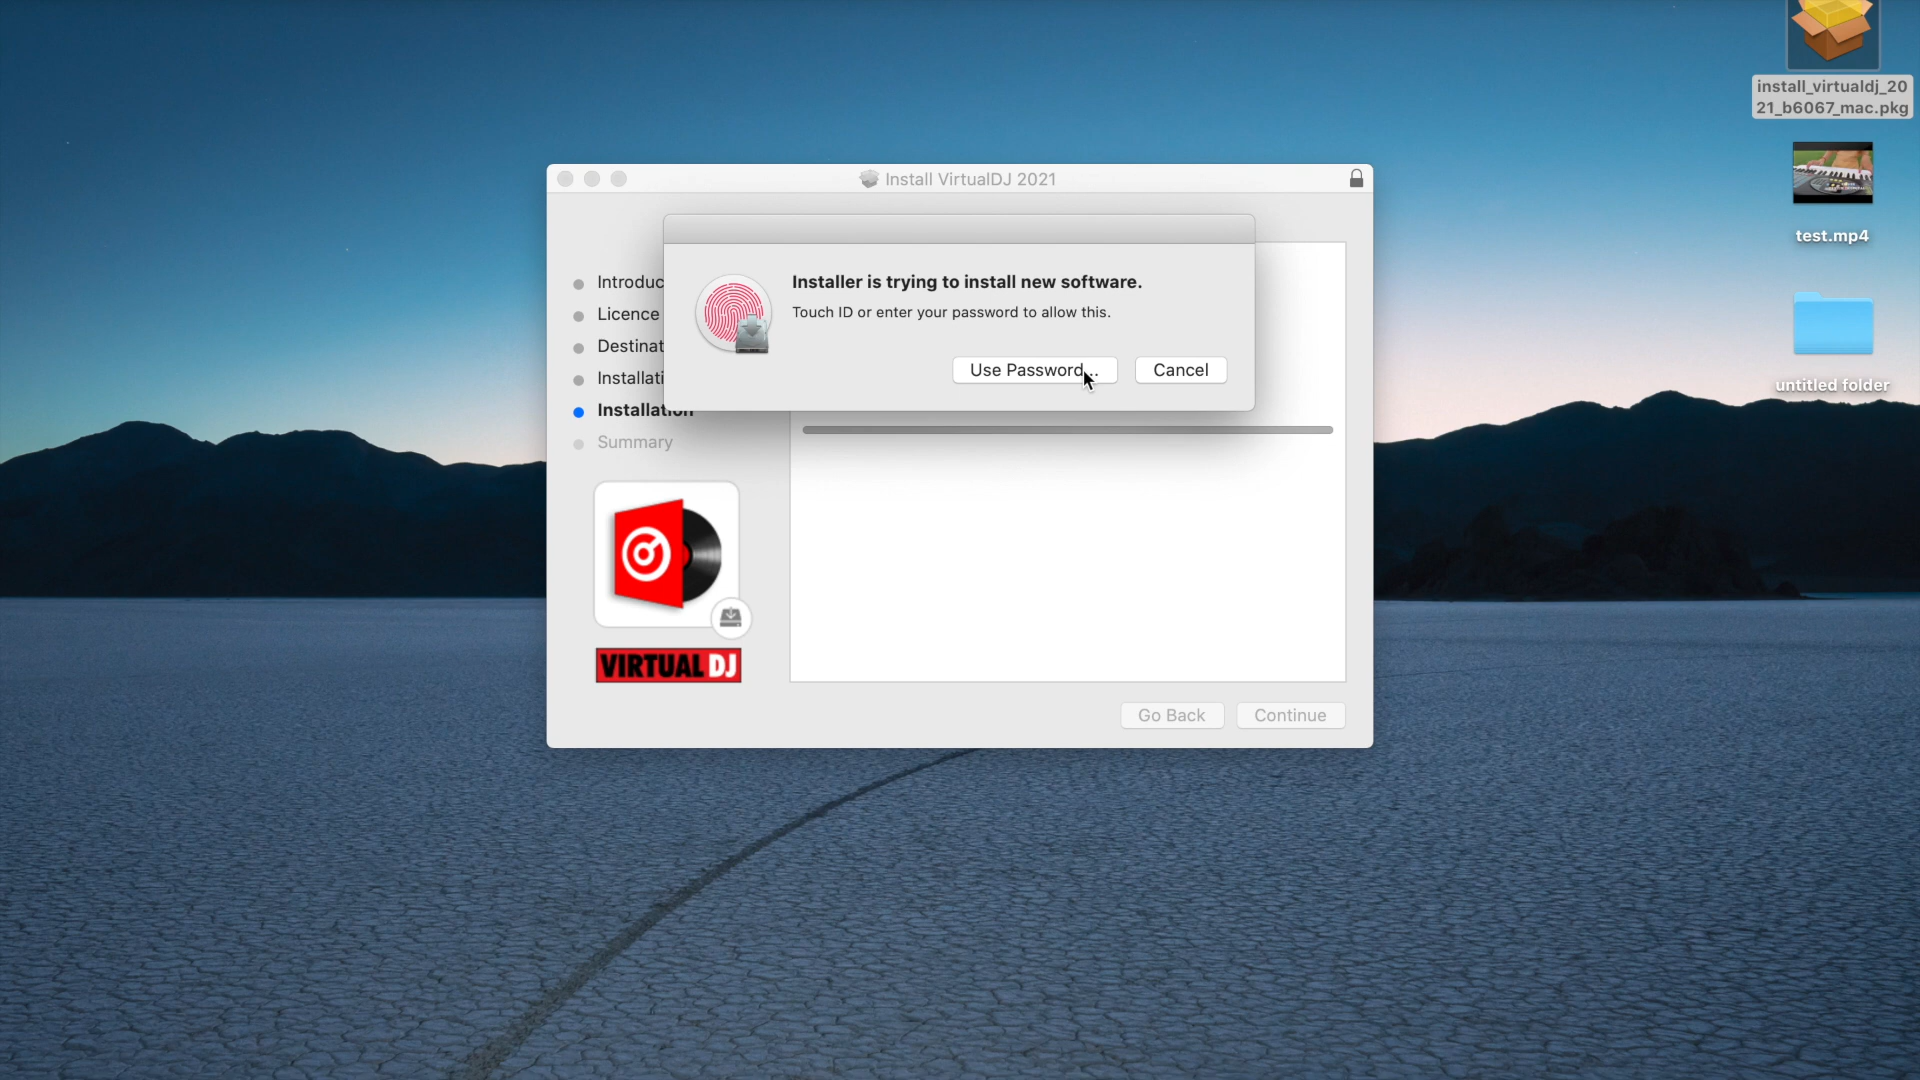 install_virtualdj_20
21_b6067_mac.pkg
test.mp4
untitled folder
Install VirtualDJ 2021
Installer is trying to install new software.
Touch ID or enter your password to allow this.
Use Password...
Cancel
Introduc
Licence
Destinat
Installati
Installation
Summary
VIRTUAL DJ
Go Back
Continue